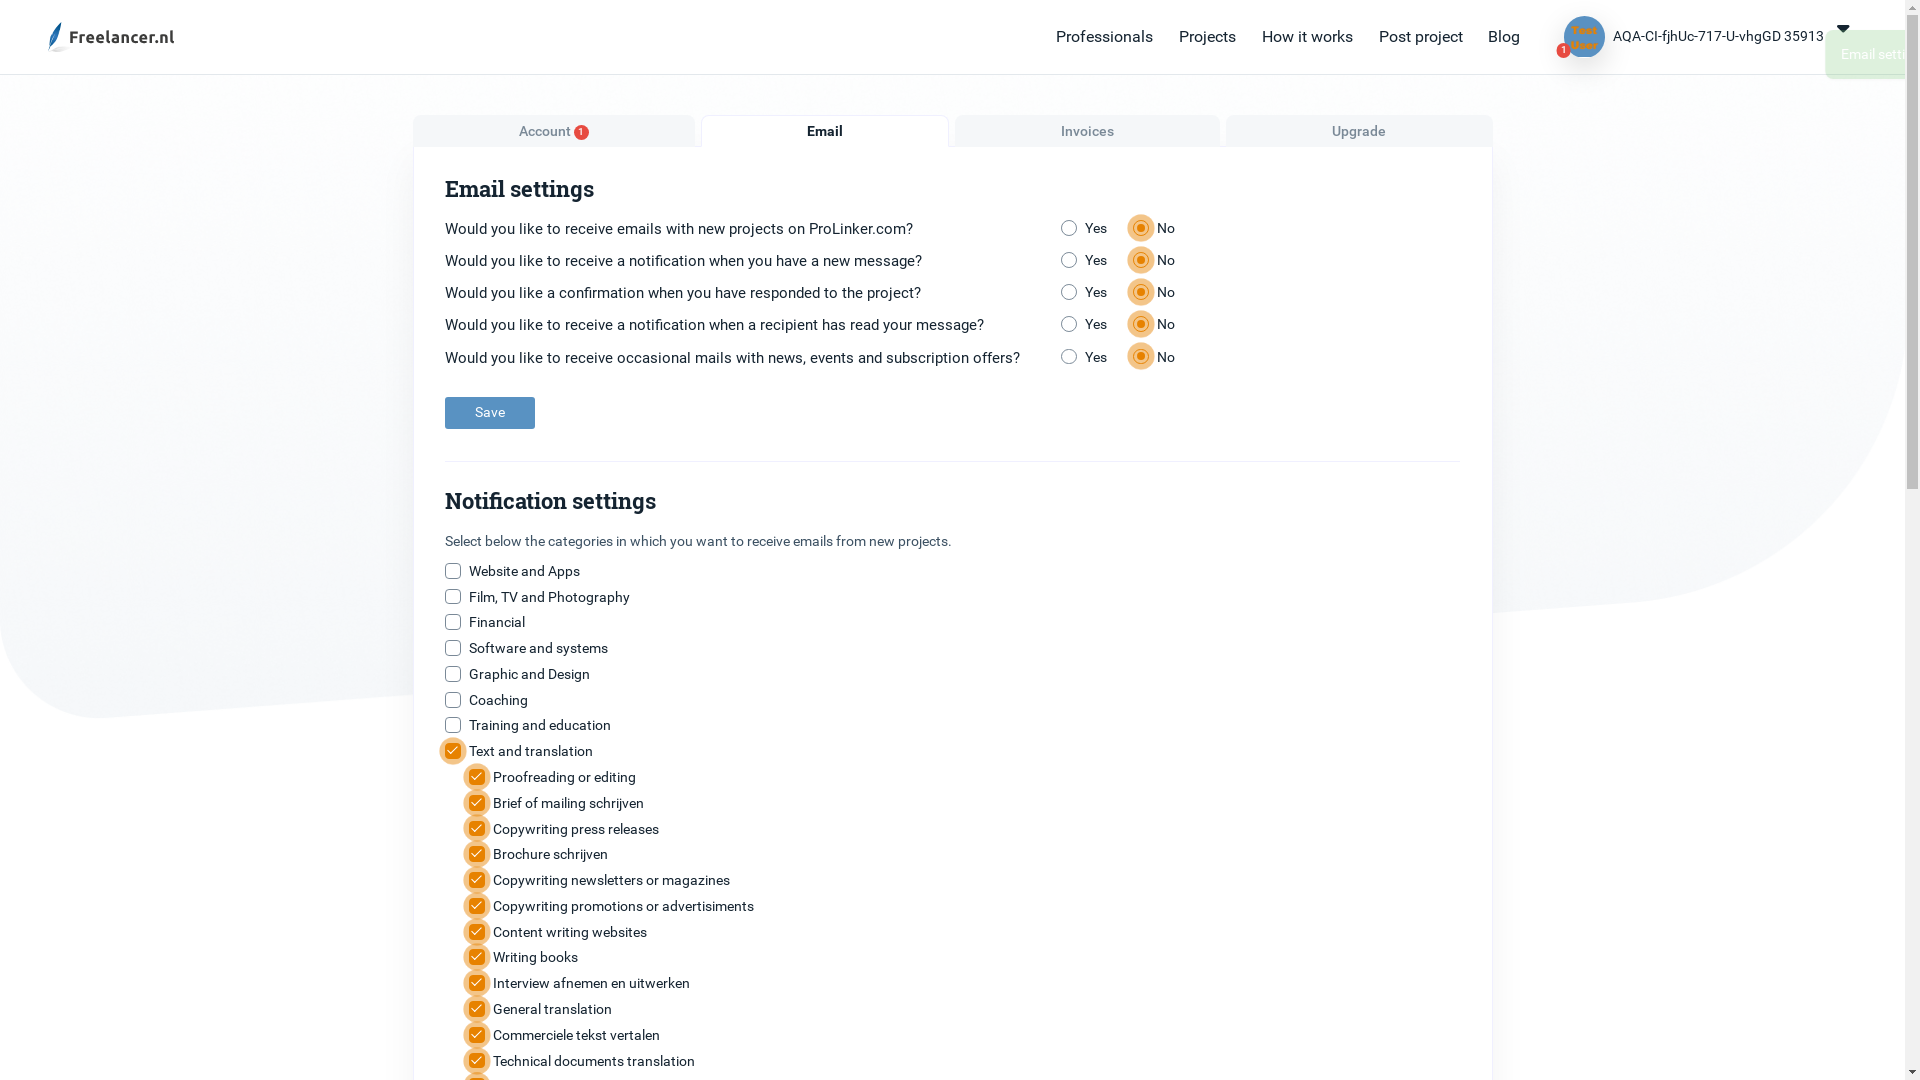 Freelancer.nl
Professionals Projects How it works Post project Blog
Test User
1
AQA-CI-fjhUc-717-U-vhgGD 35913
Email setti
Account 1
Email
Invoices
Upgrade
Email settings
Would you like to receive emails with new projects on ProLinker.com? Yes No
Would you like to receive a notification when you have a new message? Yes No
Would you like a confirmation when you have responded to the project? Yes No
Would you like to receive a notification when a recipient has read your message? Yes No
Would you like to receive occasional mails with news, events and subscription offers? Yes No
Save
Notification settings
Select below the categories in which you want to receive emails from new projects.
Website and Apps
Film, TV and Photography
Financial
Software and systems
Graphic and Design
Coaching
Training and education
Text and translation
Proofreading or editing
Brief of mailing schrijven
Copywriting press releases
Brochure schrijven
Copywriting newsletters or magazines
Copywriting promotions or advertisiments
Content writing websites
Writing books
Interview afnemen en uitwerken
General translation
Commerciele tekst vertalen
Technical documents translation